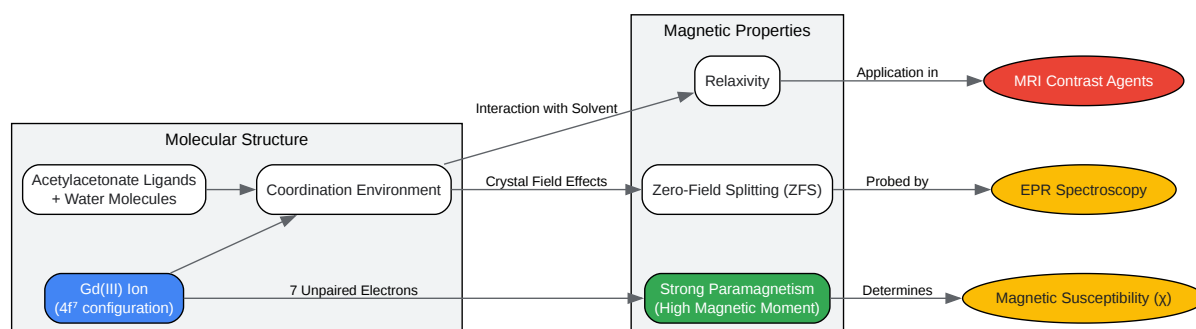 Magnetic Properties
Relaxivity
Application in
MRI Contrast Agents
Interaction with Solvent
Molecular Structure
Acetylacetonate Ligands
+ Water Molecules
Coordination Environment
Crystal Field Effects
Zero-Field Splitting (ZFS)
Probed by
EPR Spectroscopy
Gd(III) Ion
(4f⁷ configuration)
7 Unpaired Electrons
Strong Paramagnetism
(High Magnetic Moment)
Determines
Magnetic Susceptibility (χ)